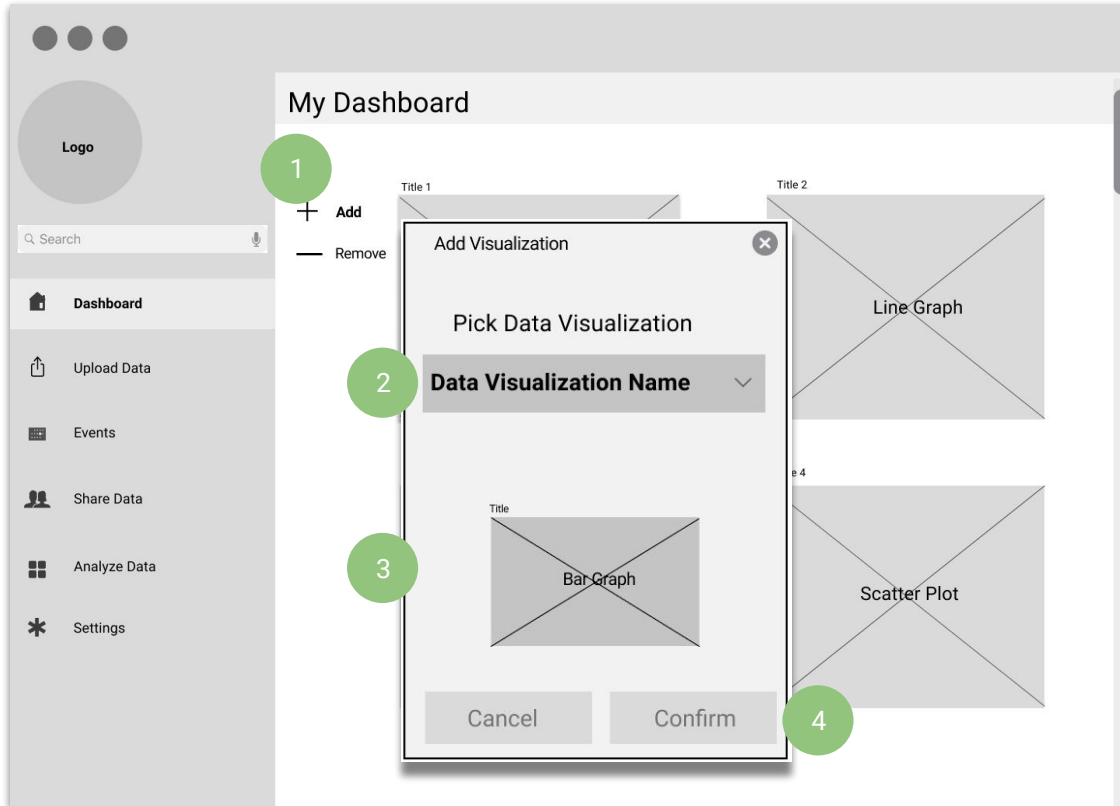 Logo
Search
Dashboard
Upload Data
Events
Share Data
Analyze Data
Settings
My Dashboard
1
Add
Remove
Title 1
Title 2
Line Graph
Add Visualization
Pick Data Visualization
2
Data Visualization Name
3
Title
Bar Graph
Cancel
Confirm
4
e 4
Scatter Plot